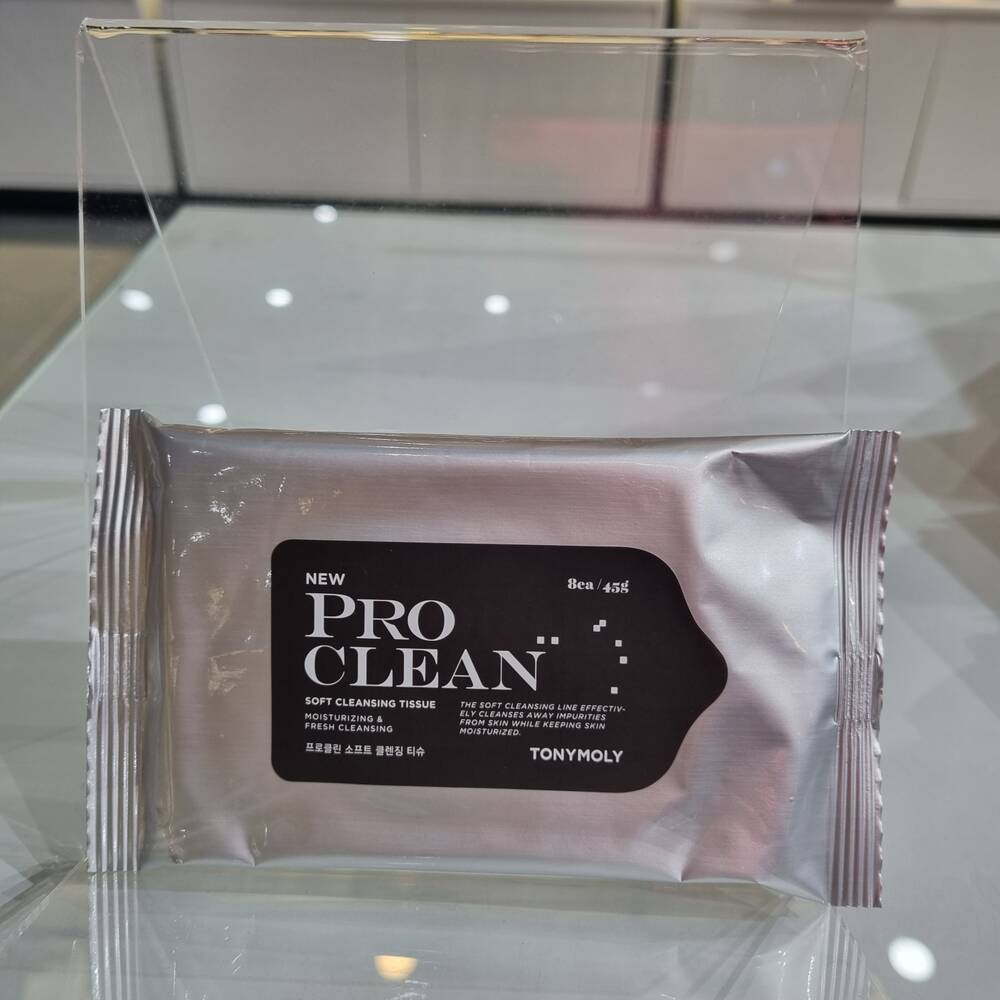 NEW
8ea / 45g
PRO
CLEAN
SOFT CLEANSING TISSUE
MOISTURIZING &
FRESH CLEANSING
프로클린 소프트 클렌징 티슈
THE SOFT CLEANSING LINE EFFECTIV-
ELY CLEANSES AWAY IMPURITIES
FROM SKIN WHILE KEEPING SKIN
MOISTURIZED.
TONYMOLY